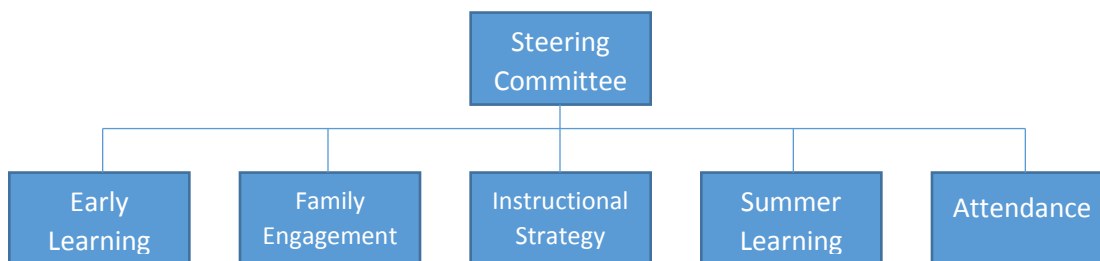 Steering
Committee
Early
Learning
Family
Engagement
Instructional
Strategy
Summer
Learning
Attendance